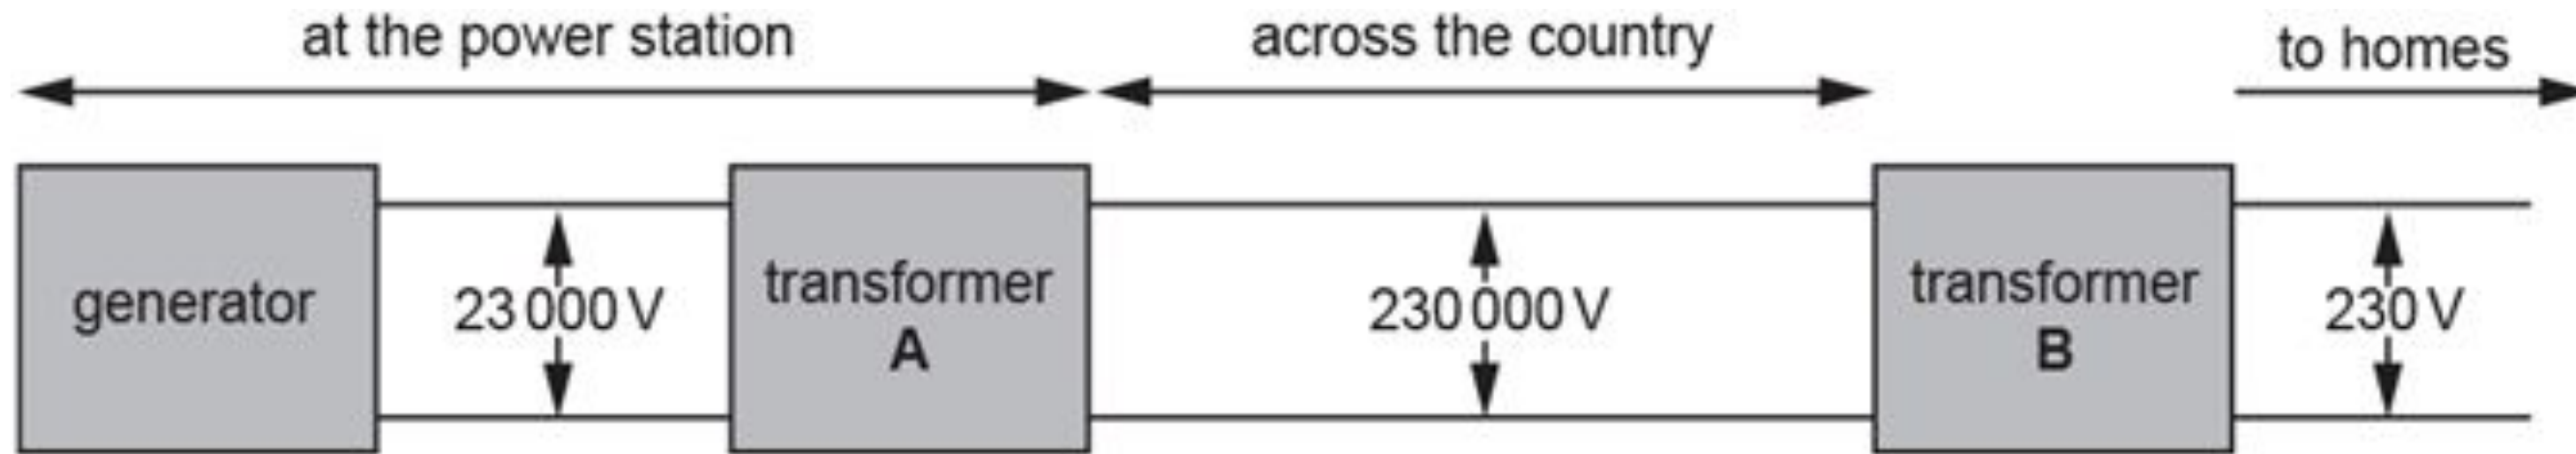 at the power station
across the country
to homes
generator
23 000 V
transformer
A
230 000 V
transformer
B
230 V